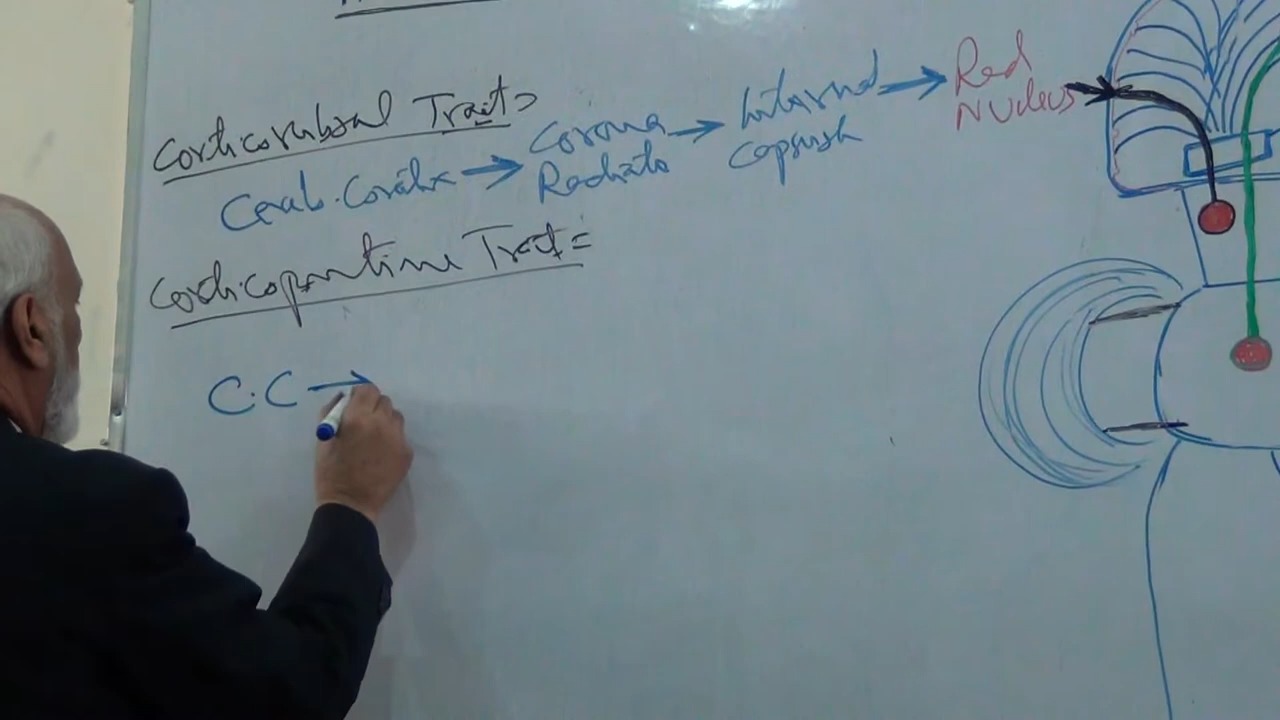 Corticorubral Tract =
Cereb. Cortex → Corona Radiata → Internal Capsule → Red Nucleus
Corticopontine Tract =
C.C →